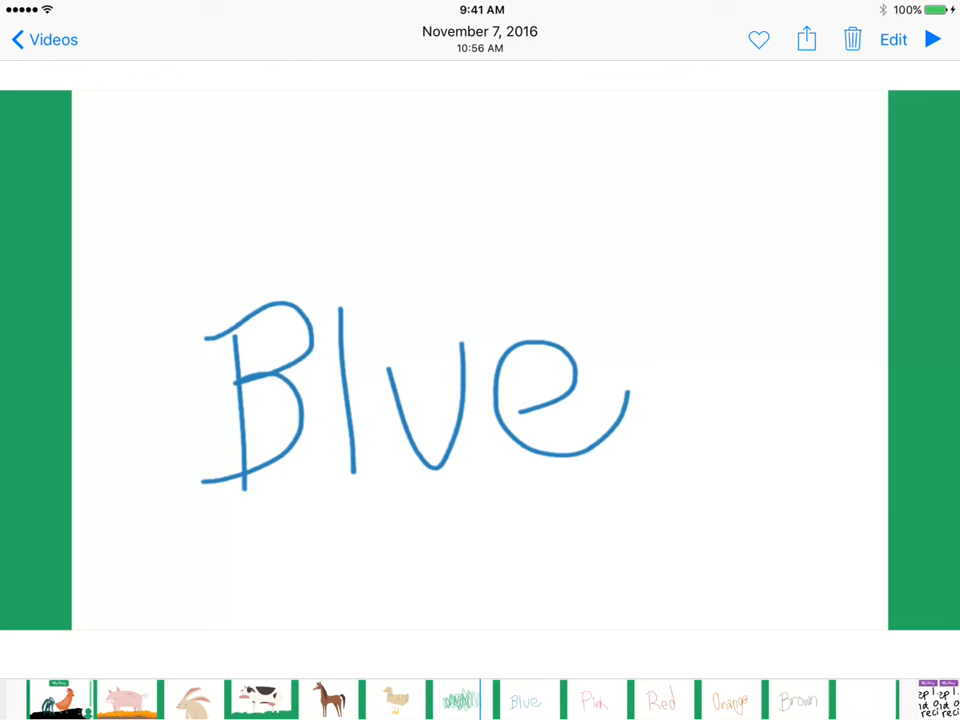 9:41 AM
100%
Videos
November 7, 2016
10:56 AM
Edit
Blue
Blue
Pink
Red
Orange
Brown